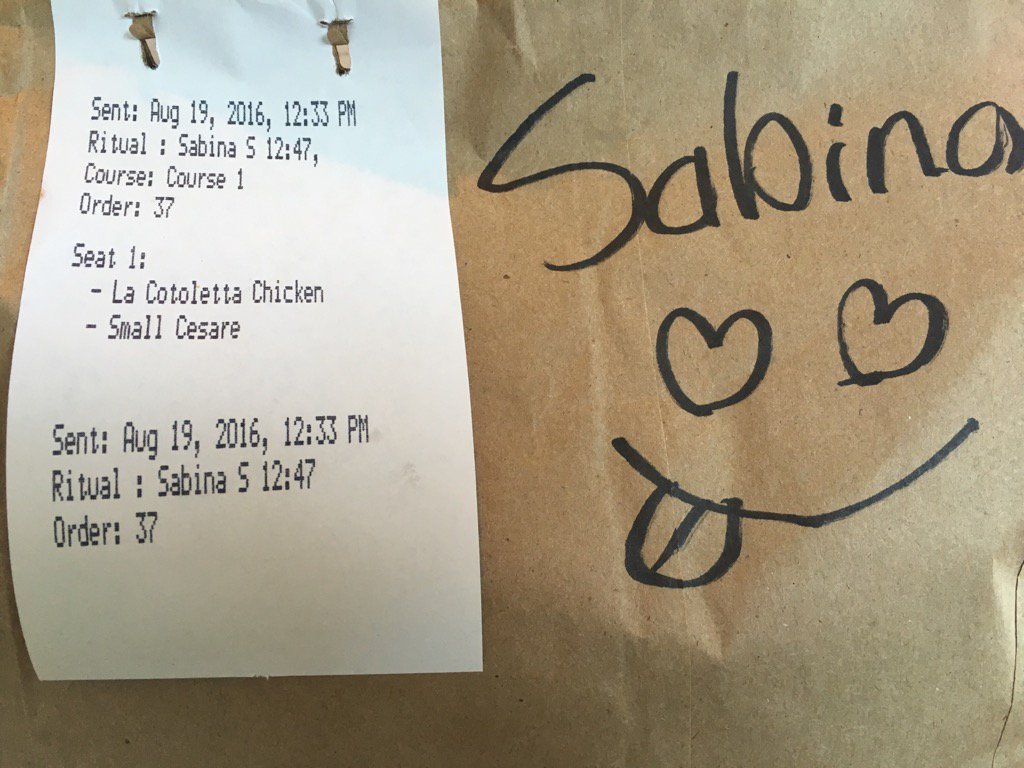 Sent: Aug 19, 2016, 12:33 PM
Ritual : Sabina S 12:47,
Course: Course 1
Order: 37
Seat 1:
- La Cotoletta Chicken
- Small Cesare
Sent: Aug 19, 2016, 12:33 PM
Ritual : Sabina S 12:47
Order: 37
Sabina